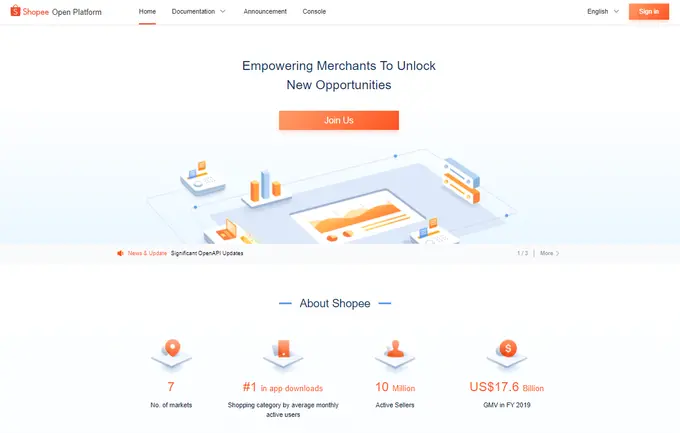 Shopee Open Platform Home Documentation Announcement Console English Sign in
Empowering Merchants To Unlock
New Opportunities
Join Us
News & Update Significant OpenAPI Updates 1 / 3 More
About Shopee
7 #1 in app downloads 10 Million US$17.6 Billion
No. of markets Shopping category by average monthly Active Sellers GMV in FY 2019
active users